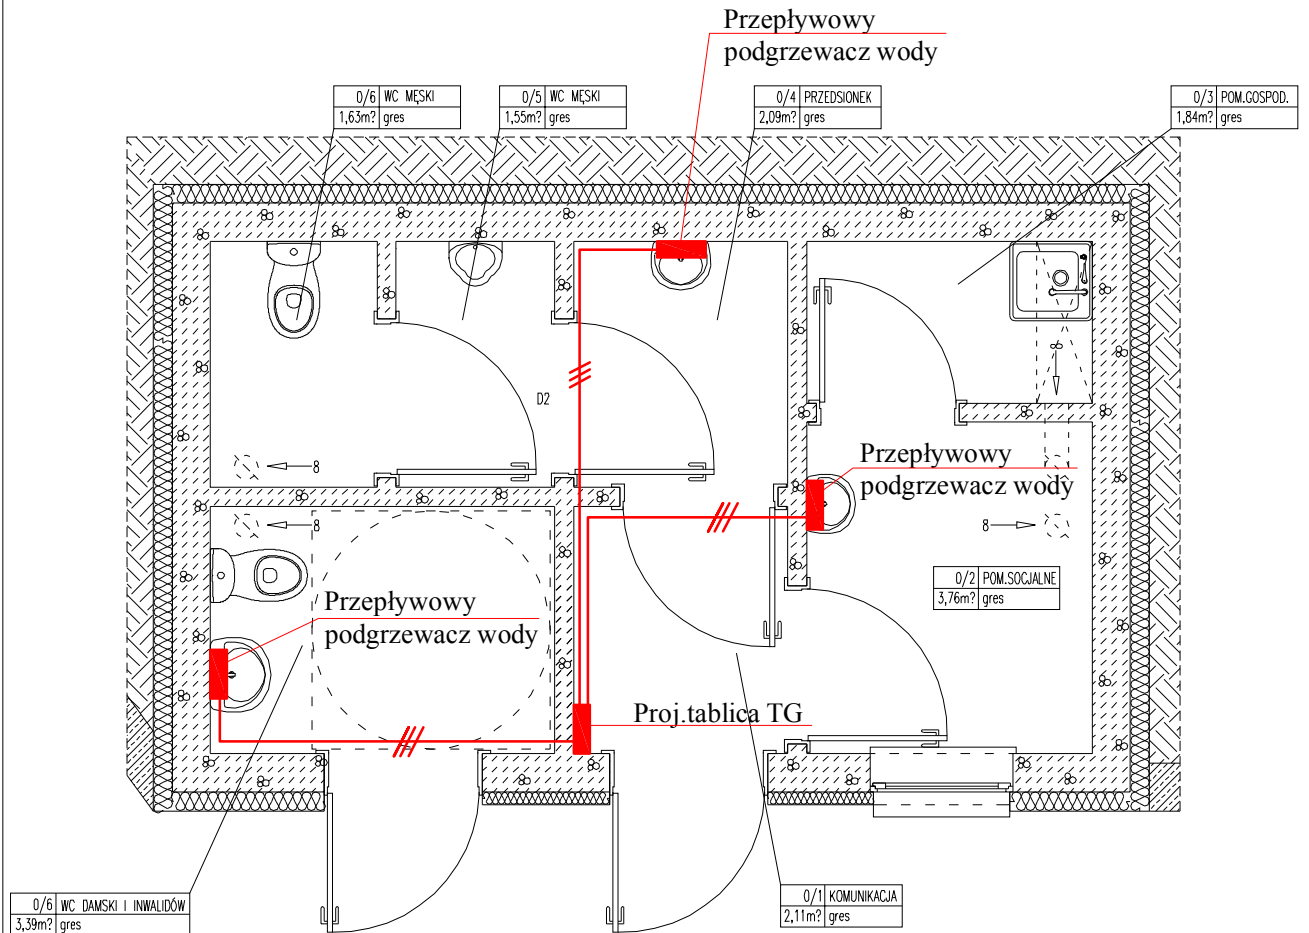 Przepływowy
podgrzewacz wody
0/6 WC MĘSKI
1,63m? gres
0/5 WC MĘSKI
1,55m? gres
0/4 PRZEDSIONEK
2,09m? gres
0/3 POM.GOSPOD.
1,84m? gres
D2
8
8
8
8
Przepływowy
podgrzewacz wody
0/2 POM.SOCJALNE
3,76m? gres
Przepływowy
podgrzewacz wody
Proj.tablica TG
0/6 WC DAMSKI I INWALIDÓW
3,39m? gres
0/1 KOMUNIKACJA
2,11m? gres